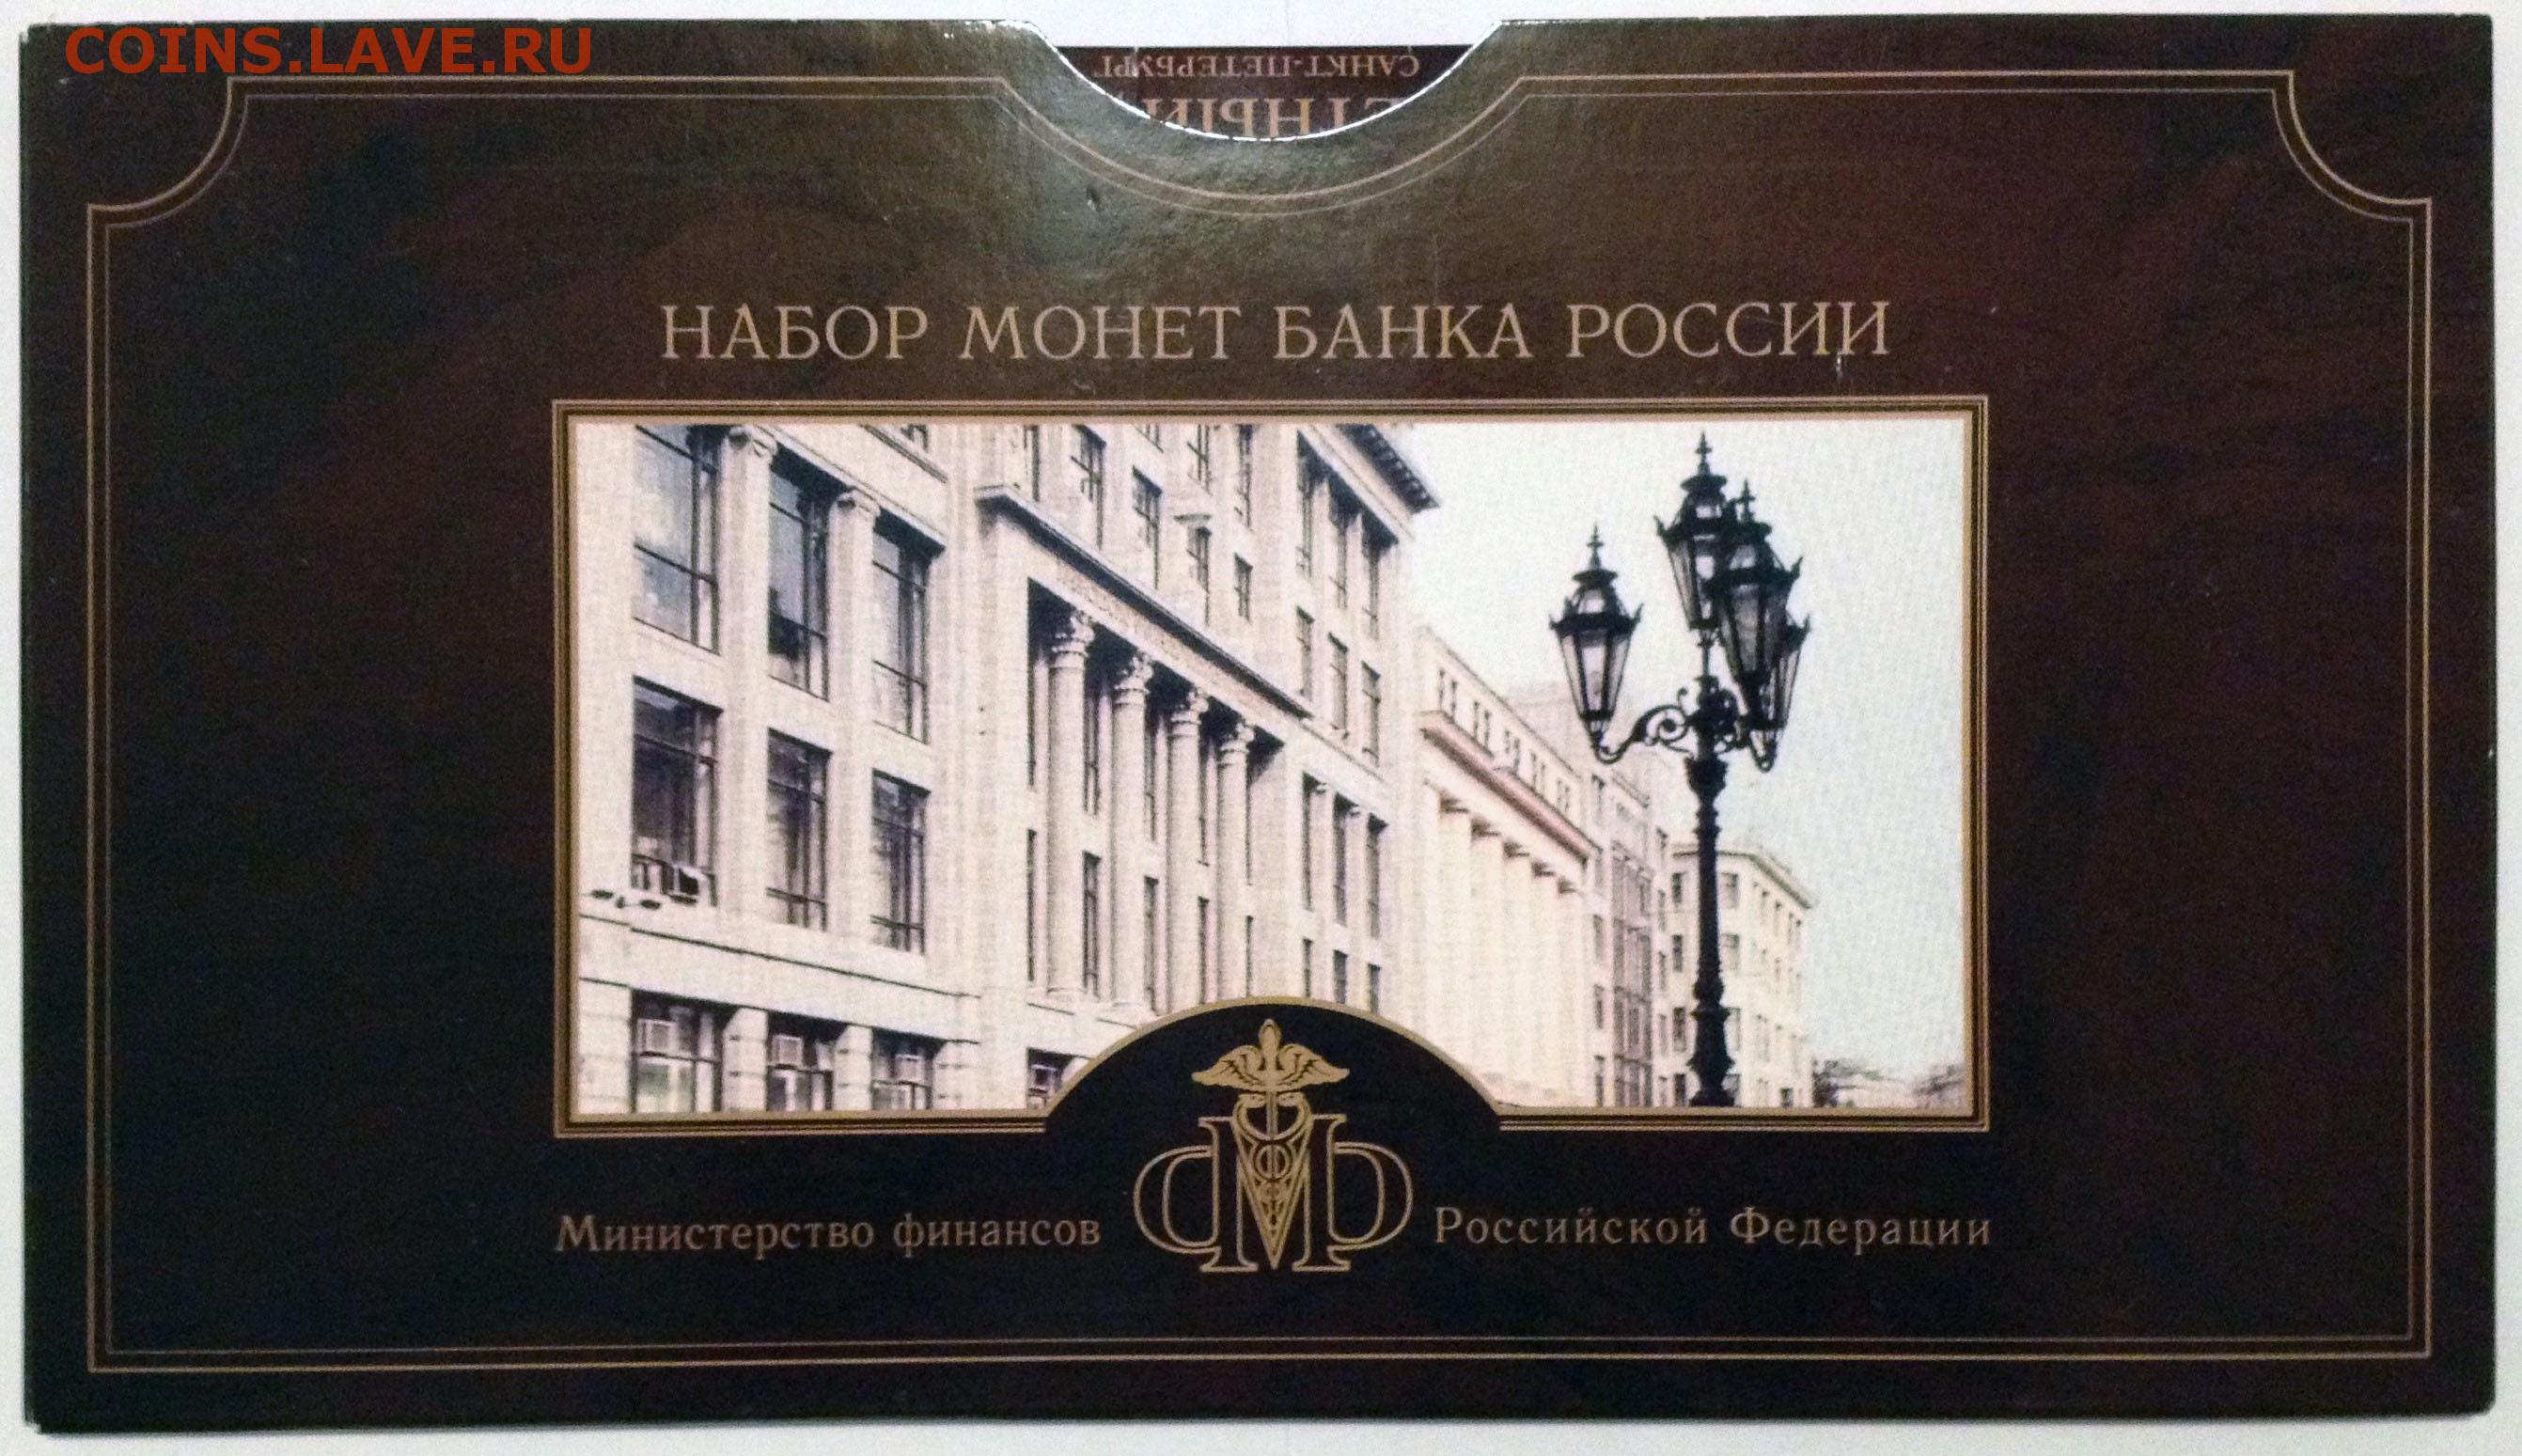 COINS.LAVE.RU
САНКТ-ПЕТЕРБУРГ
НАБОР МОНЕТ БАНКА РОССИИ
Министерство финансов Российской Федерации